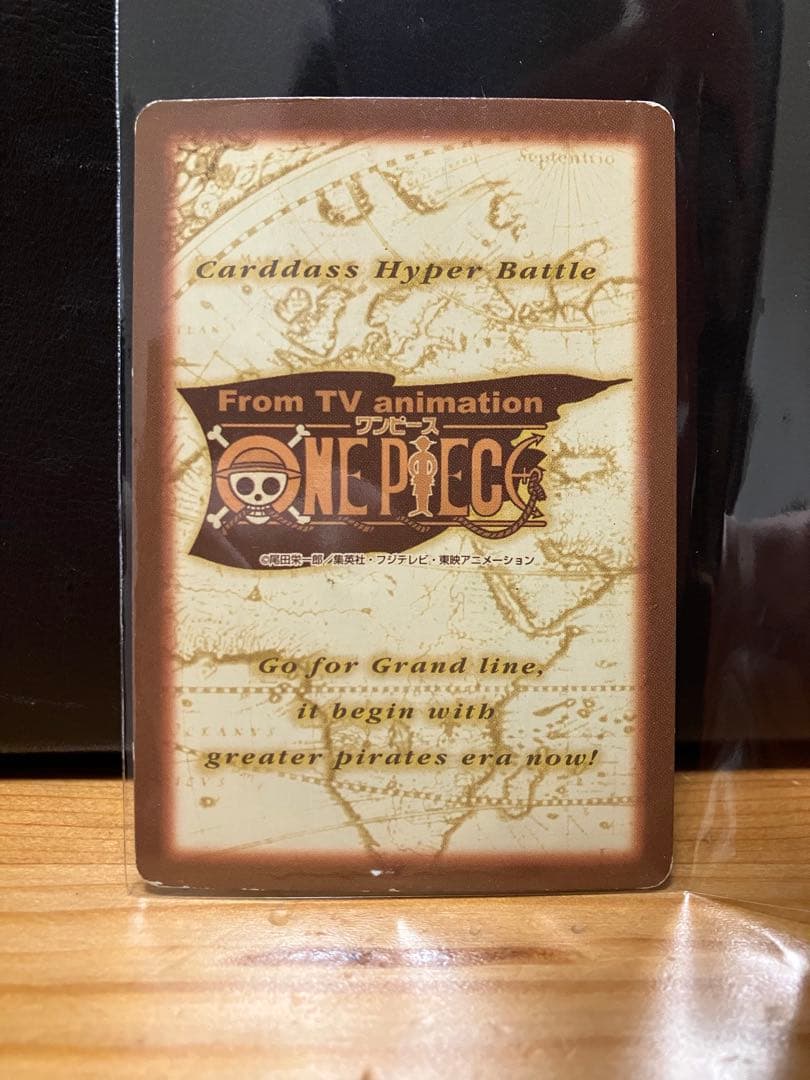 Septentrio
Carddass Hyper Battle
From TV animation
ワンピース
ONE PIECE
©尾田栄一郎／集英社・フジテレビ・東映アニメーション
Go for Grand line,
it begin with
greater pirates era now!